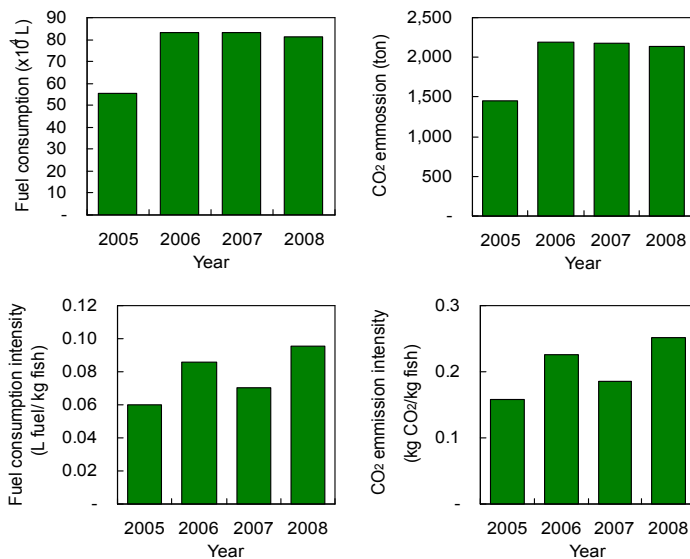 Fuel consumption (x10⁴ L)
90
80
70
60
50
40
30
20
10
-
2005 2006 2007 2008
Year
CO2 emmossion (ton)
2,500
2,000
1,500
1,000
500
-
2005 2006 2007 2008
Year
Fuel consumption intensity
(L fuel/ kg fish)
0.12
0.10
0.08
0.06
0.04
0.02
-
2005 2006 2007 2008
Year
CO2 emmission intensity
(kg CO2/kg fish)
0.3
0.2
0.1
-
2005 2006 2007 2008
Year